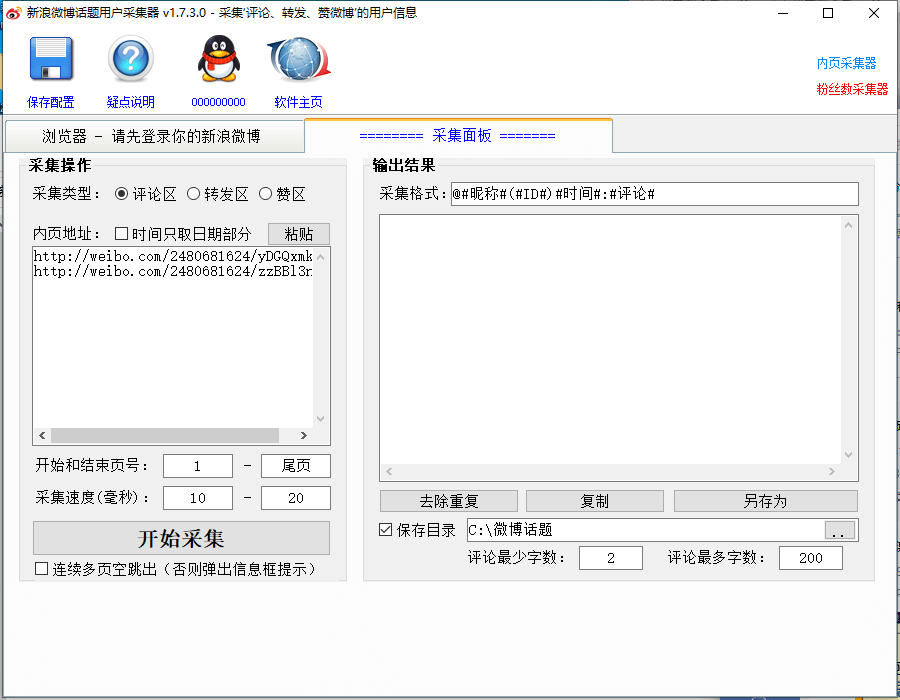 新浪微博话题用户采集器 v1.7.3.0 - 采集'评论、转发、赞微博'的用户信息
保存配置
疑点说明
000000000
软件主页
内页采集器
粉丝数采集器
浏览器 - 请先登录你的新浪微博
======== 采集面板 =======
采集操作
采集类型: 评论区 转发区 赞区
内页地址: 时间只取日期部分 粘贴
http://weibo.com/2480681624/yDGQxmk
http://weibo.com/2480681624/zzBBl3r
开始和结束页号: 1 - 尾页
采集速度(毫秒): 10 - 20
开始采集
连续多页空跳出(否则弹出信息框提示)
输出结果
采集格式: @#昵称#(#ID#)#时间#:#评论#
去除重复 复制 另存为
保存目录 C:\微博话题 ..
评论最少字数: 2 评论最多字数: 200